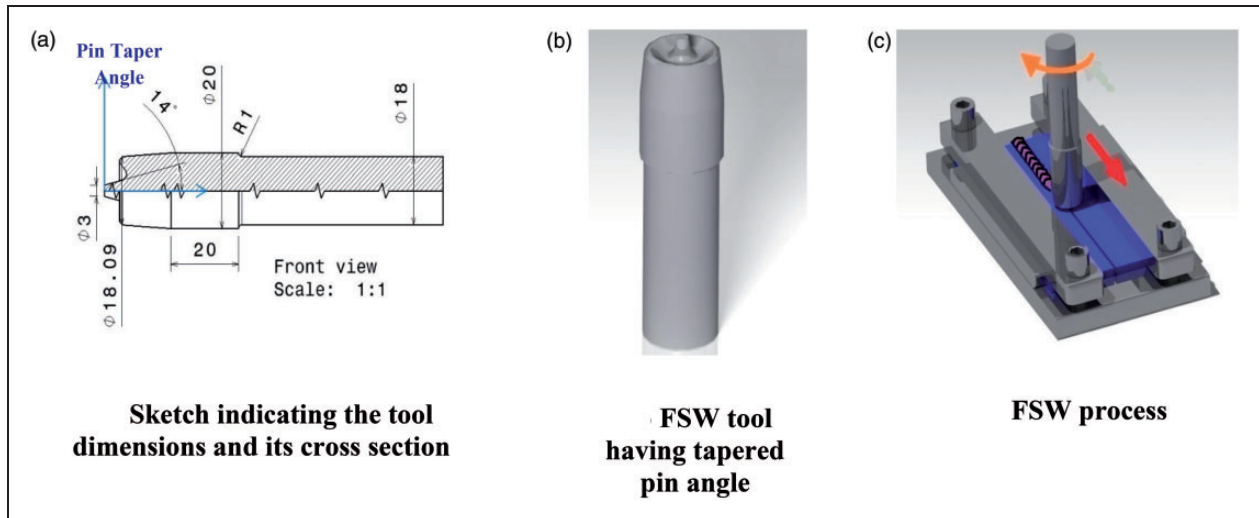 (a)
Pin Taper
Angle
14°
Φ20
R1
Φ18
Φ3
Φ18.09
20
Front view
Scale: 1:1
Sketch indicating the tool
dimensions and its cross section
(b)
FSW tool
having tapered
pin angle
(c)
FSW process